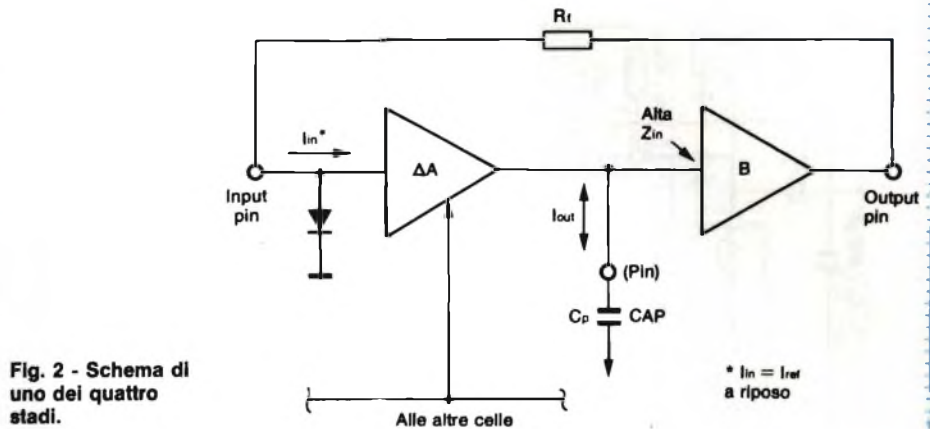 Rf
Iin*
ΔA
Alta
Zin
B
Input
pin
Output
pin
Iout
(Pin)
Cp
CAP
Fig. 2 - Schema di
uno dei quattro
stadi.
* Iin = Iref
a riposo
Alle altre celle